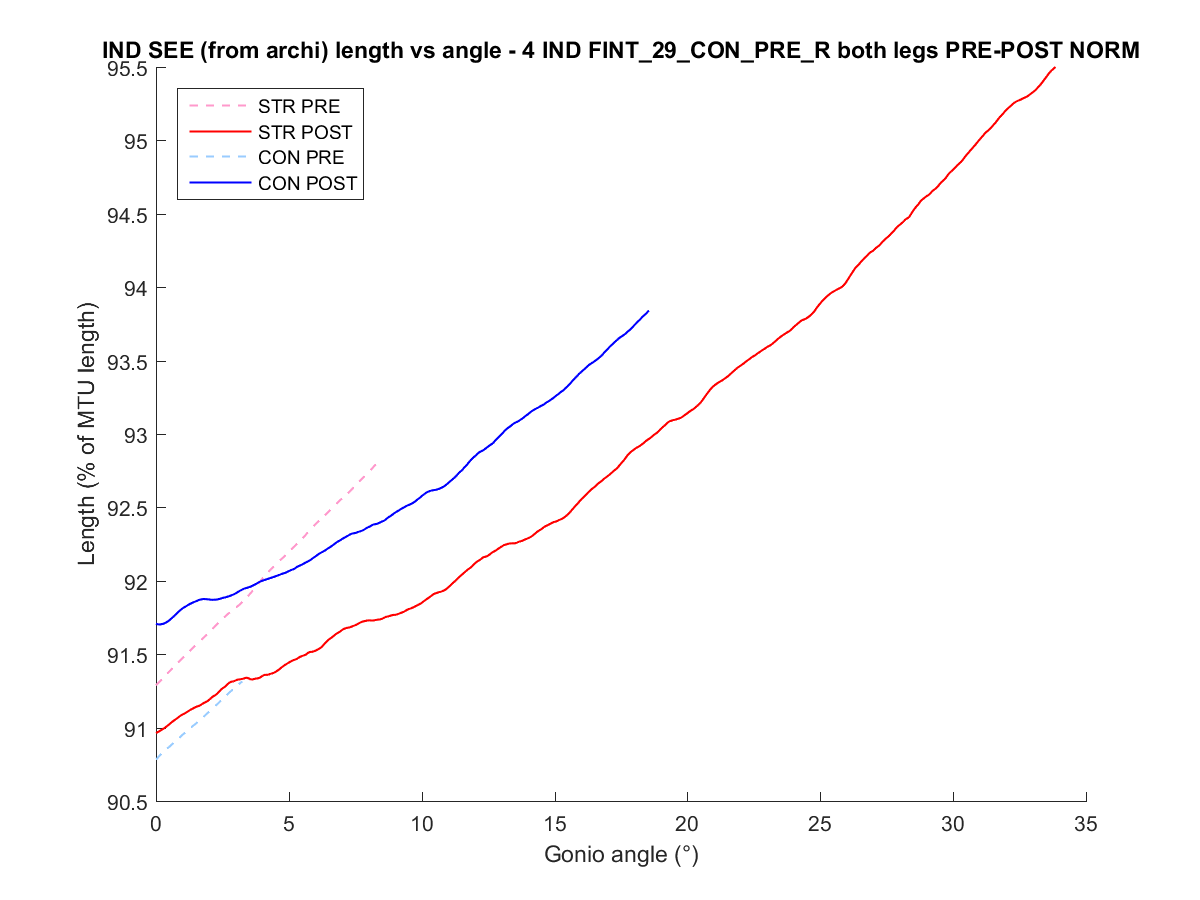 IND SEE (from archi) length vs angle - 4 IND FINT_29_CON_PRE_R both legs PRE-POST NORM
95.5
95
94.5
94
93.5
93
92.5
92
91.5
91
90.5
Length (% of MTU length)
STR PRE
STR POST
CON PRE
CON POST
0 5 10 15 20 25 30 35
Gonio angle (°)